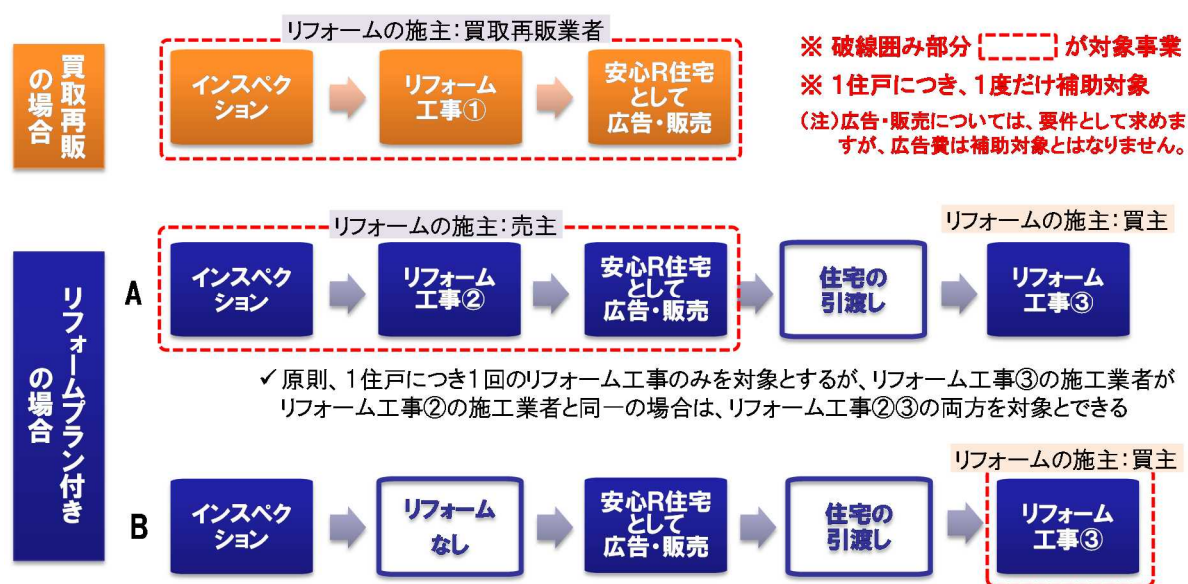 買取再販
の場合
リフォームの施主：買取再販業者
インスペク
ション
リフォーム
工事①
安心R住宅
として
広告・販売
※ 破線囲み部分 が対象事業
※ 1住戸につき、1度だけ補助対象
(注)広告・販売については、要件として求めま
すが、広告費は補助対象とはなりません。
リフォームプラン付き
の場合
A
リフォームの施主：売主
リフォームの施主：買主
インスペク
ション
リフォーム
工事②
安心R住宅
として
広告・販売
住宅の
引渡し
リフォーム
工事③
✓原則、1住戸につき1回のリフォーム工事のみを対象とするが、リフォーム工事③の施工業者が
リフォーム工事②の施工業者と同一の場合は、リフォーム工事②③の両方を対象とできる
B
リフォームの施主：買主
インスペク
ション
リフォーム
なし
安心R住宅
として
広告・販売
住宅の
引渡し
リフォーム
工事③